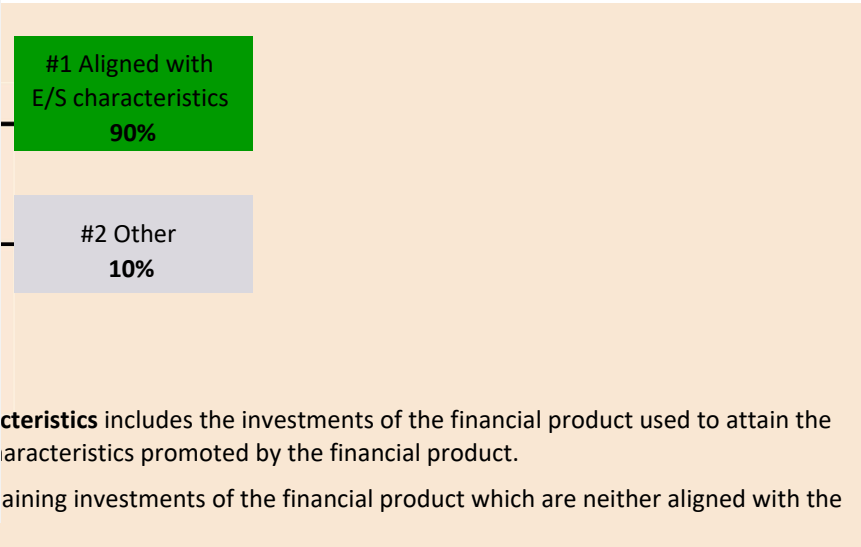 #1 Aligned with
E/S characteristics
90%
#2 Other
10%
cteristics includes the investments of the financial product used to attain the
aracteristics promoted by the financial product.
aining investments of the financial product which are neither aligned with the